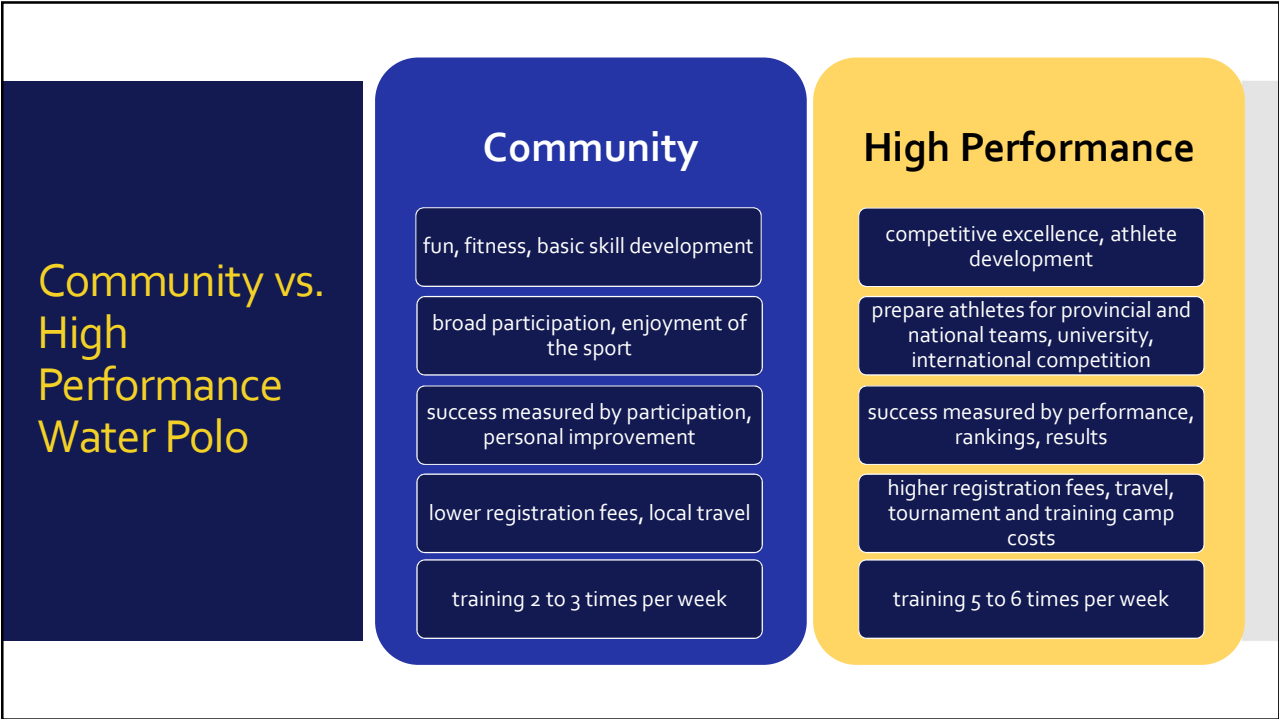 Community vs.
High
Performance
Water Polo
Community
fun, fitness, basic skill development
broad participation, enjoyment of
the sport
success measured by participation,
personal improvement
lower registration fees, local travel
training 2 to 3 times per week
High Performance
competitive excellence, athlete
development
prepare athletes for provincial and
national teams, university,
international competition
success measured by performance,
rankings, results
higher registration fees, travel,
tournament and training camp
costs
training 5 to 6 times per week